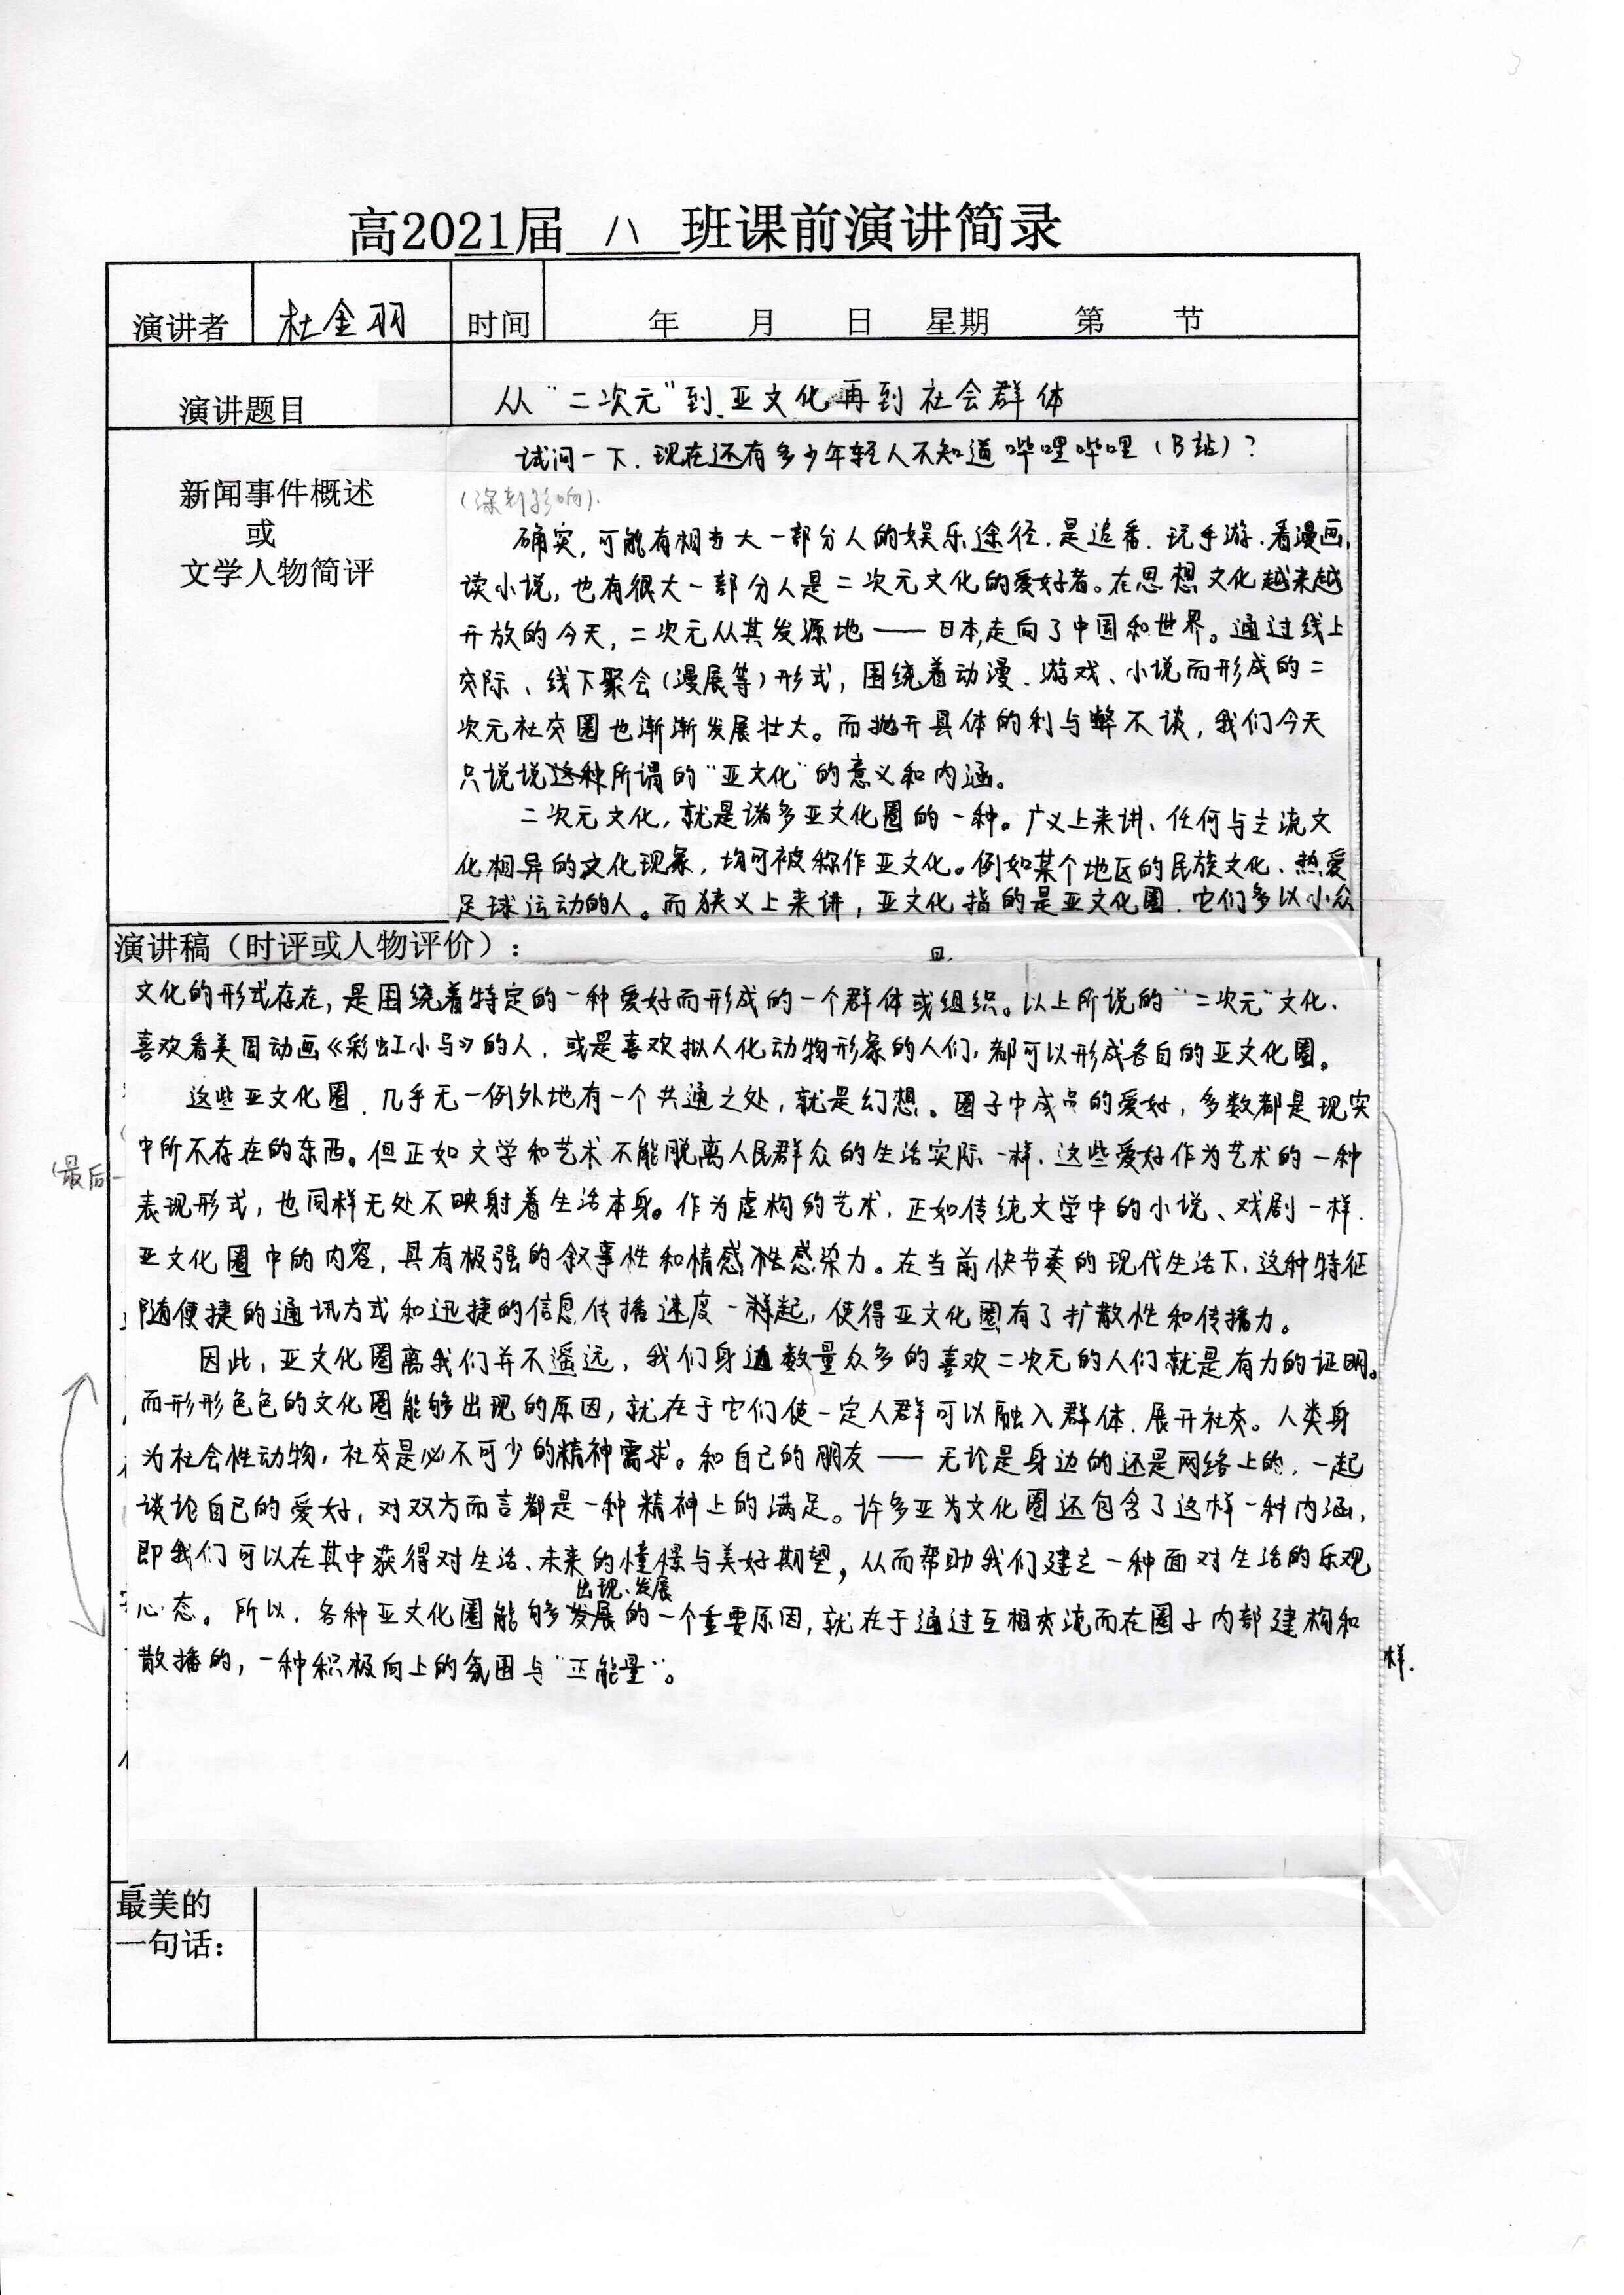 高2021届 八 班课前演讲简录
演讲者 杜金羽 时间 年 月 日 星期 第 节
演讲题目 从“二次元”到亚文化再到社会群体
新闻事件概述
或
文学人物简评
试问一下，现在还有多少年轻人不知道哔哩哔哩（B站）？
（深刻影响）.
确实，可能有相当大一部分人的娱乐途径，是追番、玩手游、看漫画，
读小说，也有很大一部分人是二次元文化的爱好者。在思想文化越来越
开放的今天，二次元从其发源地——日本，走向了中国和世界。通过线上
交际、线下聚会（漫展等）形式，围绕着动漫、游戏、小说而形成的二
次元社交圈也渐渐发展壮大。而抛开具体的利与弊不谈，我们今天
只说说这种所谓的“亚文化”的意义和内涵。
二次元文化，就是诸多亚文化圈的一种。广义上来讲、任何与主流文
化相异的文化现象，均可被称作亚文化。例如某个地区的民族文化、热爱
足球运动的人。而狭义上来讲，亚文化指的是亚文化圈，它们多以小众
演讲稿（时评或人物评价）：
文化的形式存在，是围绕着特定的一种爱好而形成的一个群体或组织。以上所说的“二次元”文化、
喜欢看美国动画《彩虹小马》的人，或是喜欢拟人化动物形象的人们，都可以形成各自的亚文化圈。
这些亚文化圈，几乎无一例外地有一个共通之处，就是幻想。圈子中成员的爱好，多数都是现实
中所不存在的东西。但正如文学和艺术不能脱离人民群众的生活实际一样，这些爱好作为艺术的一种
（最后一
表现形式，也同样无处不映射着生活本身。作为虚构的艺术，正如传统文学中的小说、戏剧一样，
亚文化圈中的内容，具有极强的叙事性和情感性感染力。在当前快节奏的现代生活下，这种特征
随便捷的通讯方式和迅捷的信息传播速度一起，使得亚文化圈有了扩散性和传播力。
因此，亚文化圈离我们并不遥远，我们身边数量众多的喜欢二次元的人们就是有力的证明。
而形形色色的文化圈能够出现的原因，就在于它们使一定人群可以融入群体、展开社交。人类身
为社会性动物，社交是必不可少的精神需求。和自己的朋友——无论是身边的还是网络上的，一起
谈论自己的爱好，对双方而言都是一种精神上的满足。许多亚为文化圈还包含了这样一种内涵，
即我们可以在其中获得对生活、未来的憧憬与美好期望，从而帮助我们建立一种面对生活的乐观
出现、发展
心态。所以，各种亚文化圈能够发展的一个重要原因，就在于通过互相交流而在圈子内部建构和
散播的，一种积极向上的氛围与“正能量”。
样.
最美的
一句话：